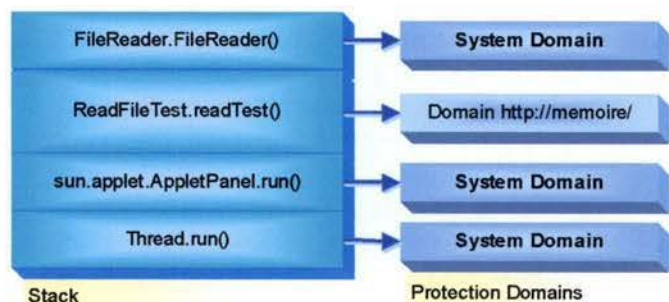 FileReader.FileReader()
System Domain
ReadFileTest.readTest()
Domain http://memoire/
sun.applet.AppletPanel.run()
System Domain
Thread.run()
System Domain
Stack
Protection Domains